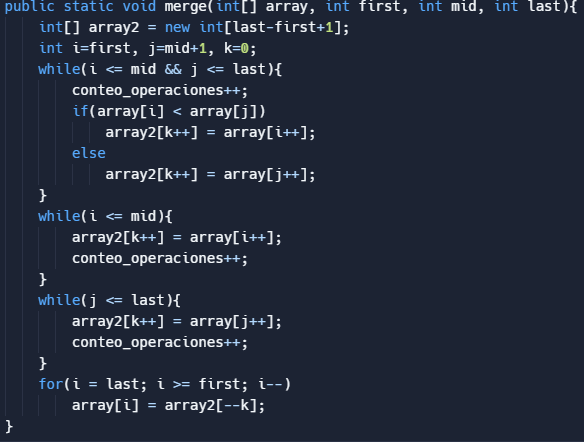 public static void merge(int[] array, int first, int mid, int last){
    int[] array2 = new int[last-first+1];
    int i=first, j=mid+1, k=0;
    while(i <= mid && j <= last){
        conteo_operaciones++;
        if(array[i] < array[j])
            array2[k++] = array[i++];
        else
            array2[k++] = array[j++];
    }
    while(i <= mid){
        array2[k++] = array[i++];
        conteo_operaciones++;
    }
    while(j <= last){
        array2[k++] = array[j++];
        conteo_operaciones++;
    }
    for(i = last; i >= first; i--)
        array[i] = array2[--k];
}